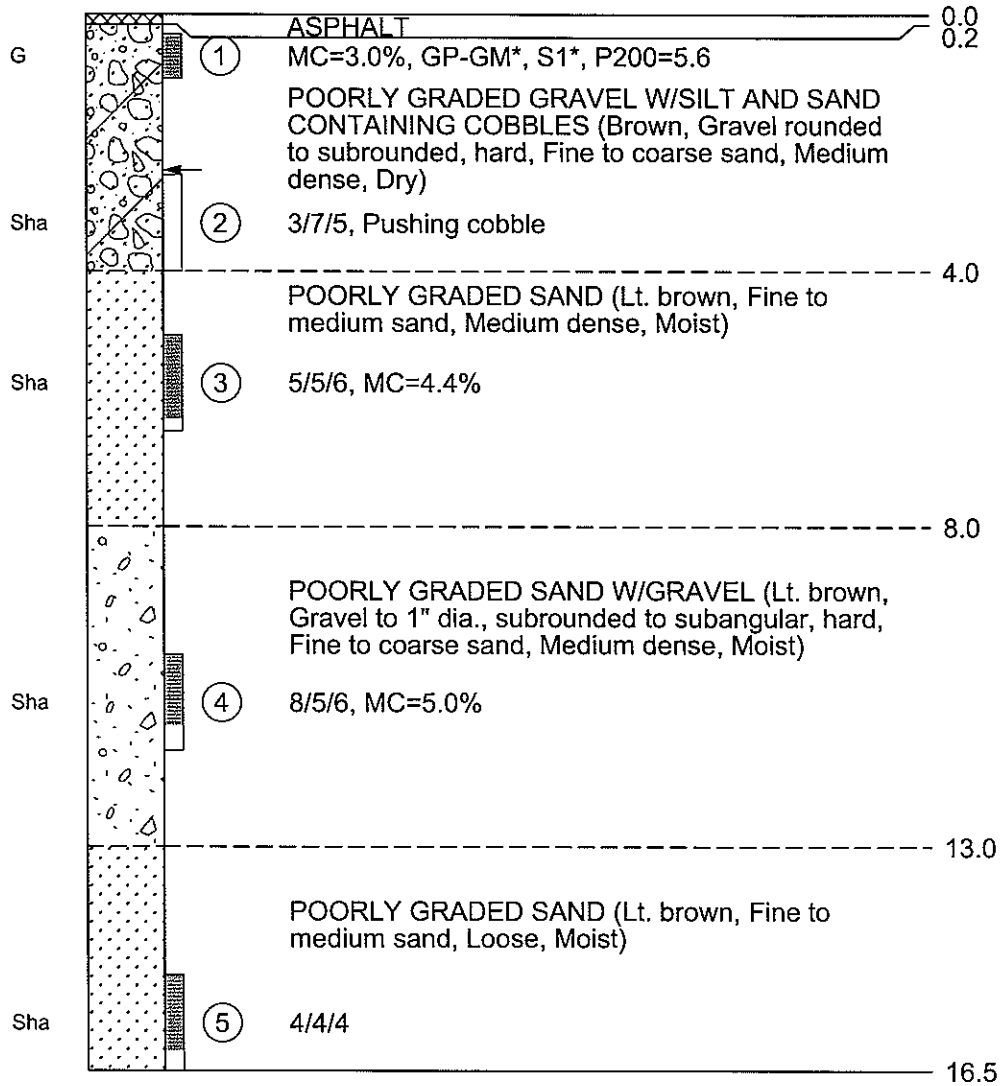 0.0
ASPHALT
0.2
G 1 MC=3.0%, GP-GM*, S1*, P200=5.6
POORLY GRADED GRAVEL W/SILT AND SAND
CONTAINING COBBLES (Brown, Gravel rounded
to subrounded, hard, Fine to coarse sand, Medium
dense, Dry)
Sha 2 3/7/5, Pushing cobble
4.0
POORLY GRADED SAND (Lt. brown, Fine to
medium sand, Medium dense, Moist)
Sha 3 5/5/6, MC=4.4%
8.0
POORLY GRADED SAND W/GRAVEL (Lt. brown,
Gravel to 1" dia., subrounded to subangular, hard,
Fine to coarse sand, Medium dense, Moist)
Sha 4 8/5/6, MC=5.0%
13.0
POORLY GRADED SAND (Lt. brown, Fine to
medium sand, Loose, Moist)
Sha 5 4/4/4
16.5